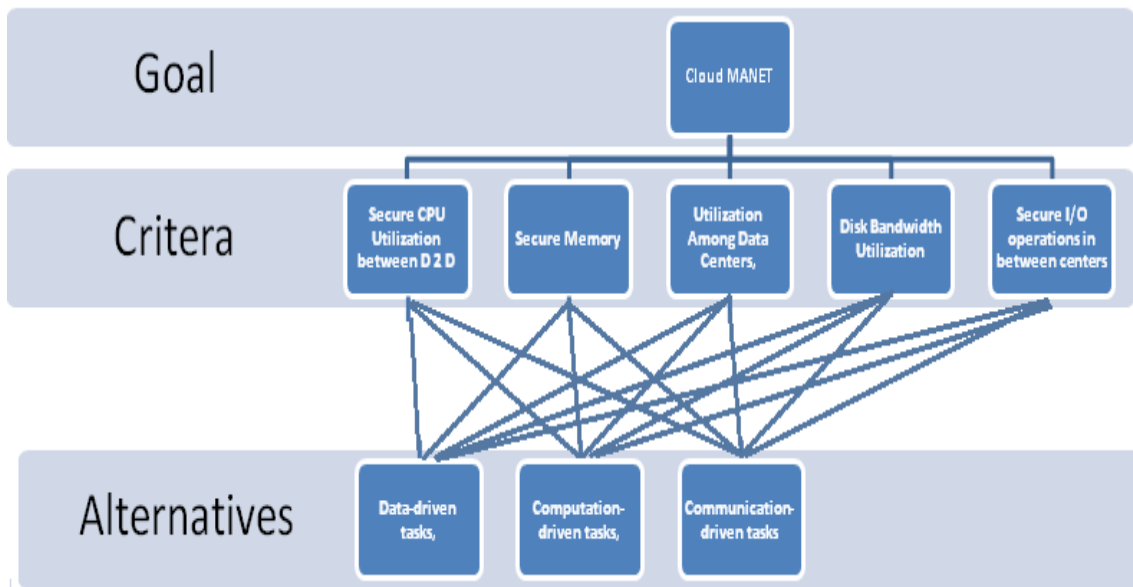 Goal
Cloud MANET
Critera
Secure CPU
Utilization
between D 2 D
Secure Memory
Utilization
Among Data
Centers,
Disk Bandwidth
Utilization
Secure I/O
operations in
between centers
Alternatives
Data-driven
tasks,
Computation-
driven tasks,
Communication-
driven tasks